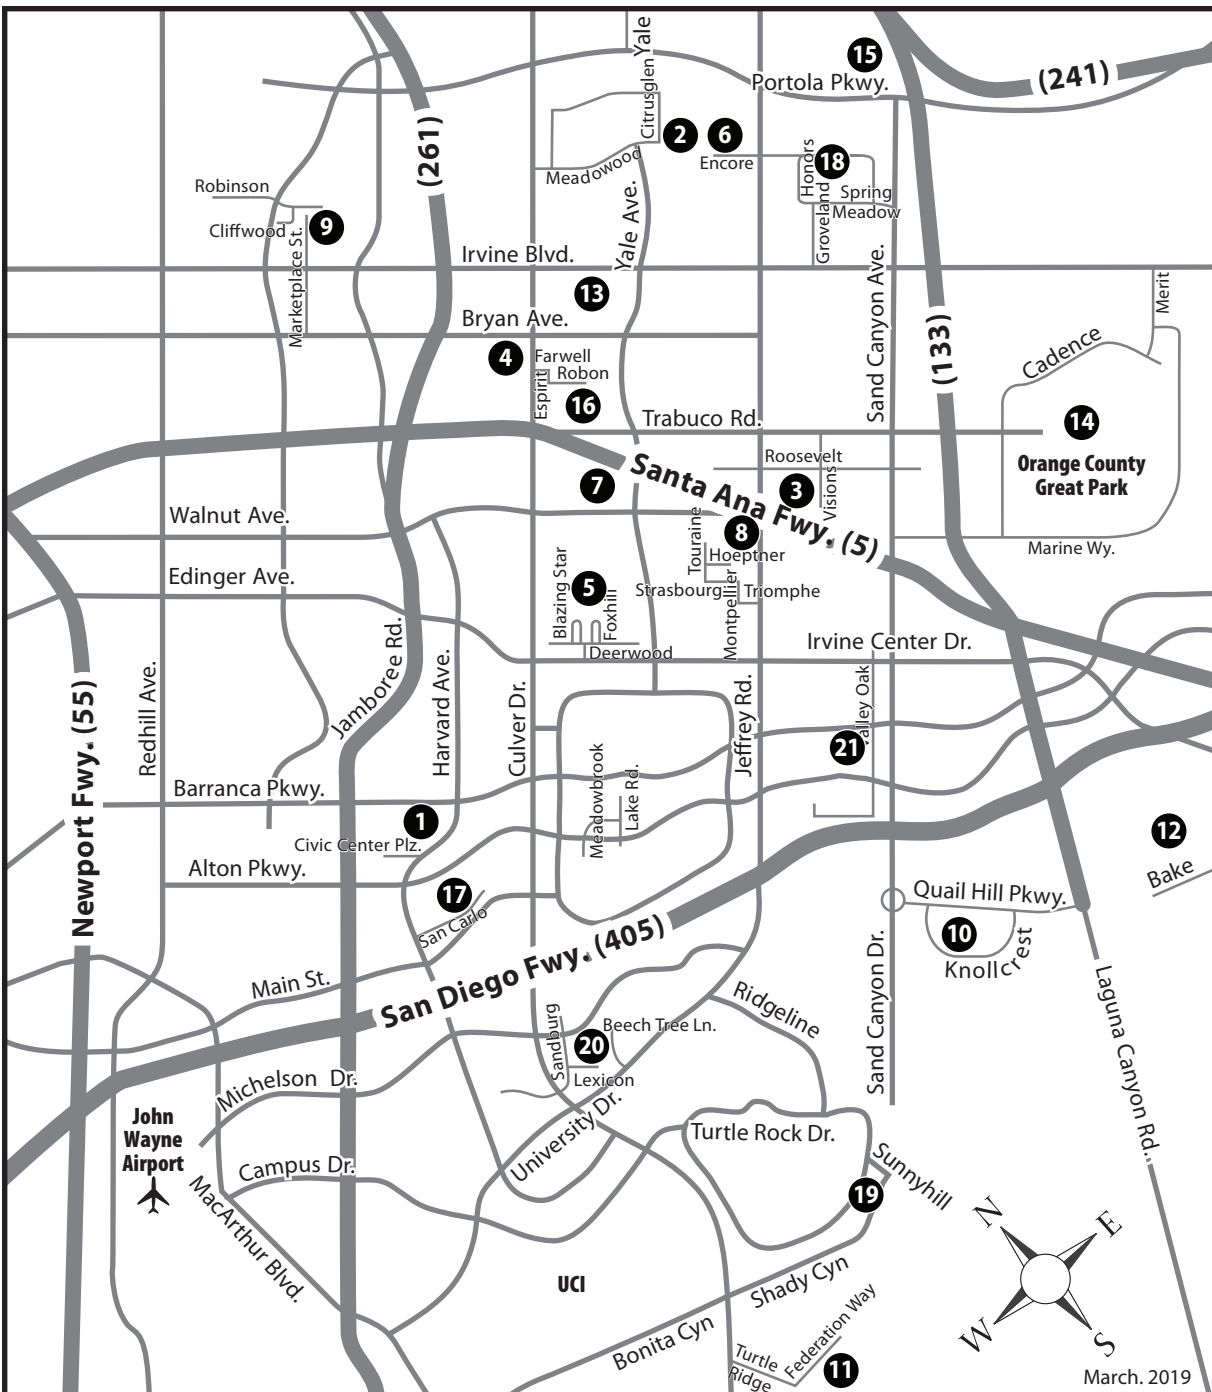 Yale
15
Portola Pkwy.
(241)
Citrusglen
2
6
(261)
Encore
Honors
18
Meadowood
Robinson
Spring
Meadow
Groveland
Yale Ave.
Cliffwood
9
Marketplace St.
Irvine Blvd.
Sand Canyon Ave.
Merit
13
Bryan Ave.
(133)
Cadence
4
Farwell
Robon
Espirit
16
Trabuco Rd.
14
Orange County
Great Park
Roosevelt
Santa Ana Fwy. (5)
7
3
Visions
Walnut Ave.
8
Touraine
Hoeptner
Marine Wy.
Edinger Ave.
Blazing Star
5
Foxhill
Strasbourg
Triomphe
Montpellier
Deerwood
Irvine Center Dr.
Jamboree Rd.
Harvard Ave.
Redhill Ave.
Newport Fwy. (55)
Culver Dr.
Jeffrey Rd.
Valley Oak
21
Barranca Pkwy.
Meadowbrook
Lake Rd.
1
Civic Center Plz.
12
Bake
Alton Pkwy.
17
San Carlo
Quail Hill Pkwy.
10
Knollcrest
San Diego Fwy. (405)
Main St.
Sand Canyon Dr.
Laguna Canyon Rd.
Ridgeline
Sandburg
Beech Tree Ln.
20
Lexicon
Michelson Dr.
University Dr.
John
Wayne
Airport
Turtle Rock Dr.
Campus Dr.
Sunnyhill
19
MacArthur Blvd.
N
E
W
S
UCI
Shady Cyn
Bonita Cyn
Federation Way
Turtle
Ridge
11
March. 2019